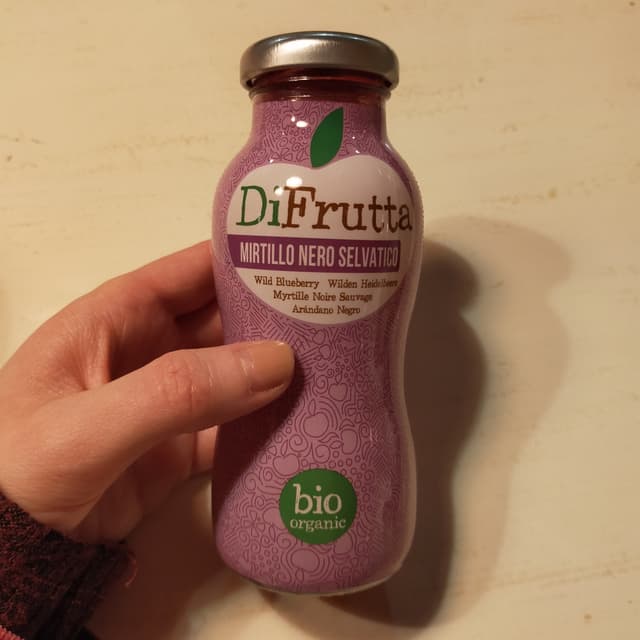 DiFrutta
MIRTILLO NERO SELVATICO
Wild Blueberry Wilden Heidelbeere
Myrtille Noire Sauvage
Arándano Negro
bio
organic